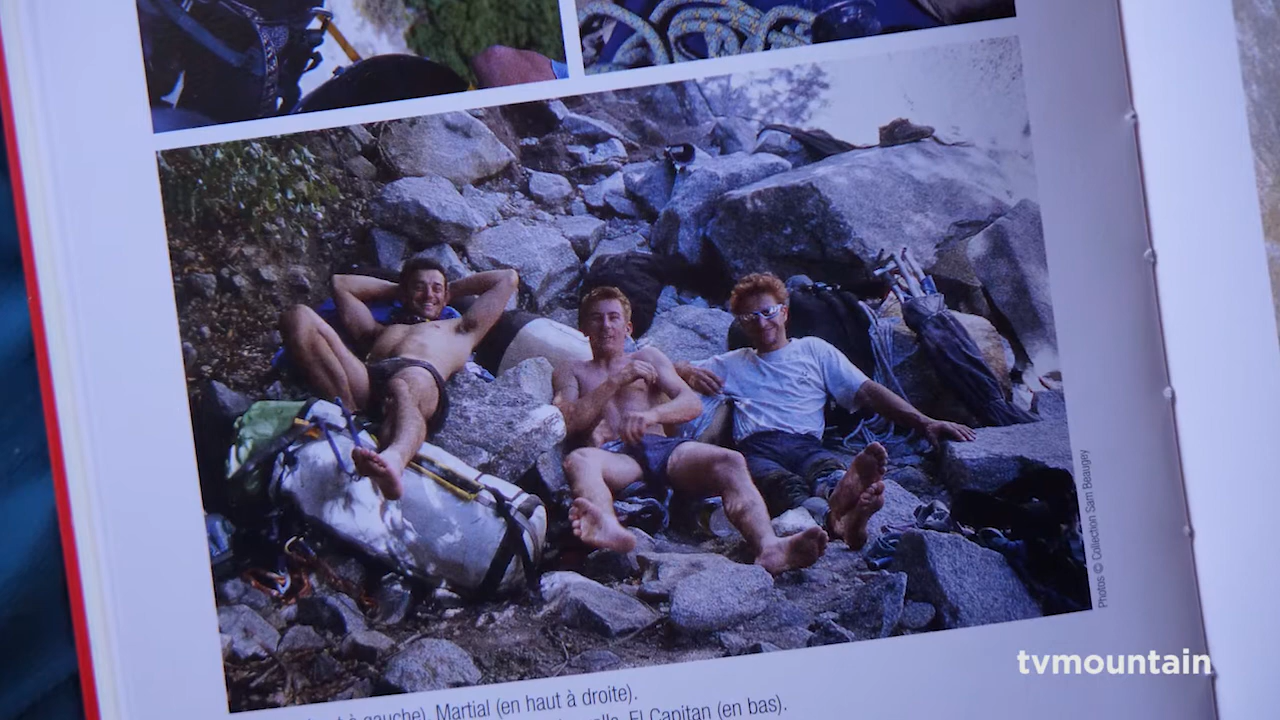 Photos © Collection Sam Beaugey
tvmountain
à gauche), Martial (en haut à droite).
El Capitan (en bas).